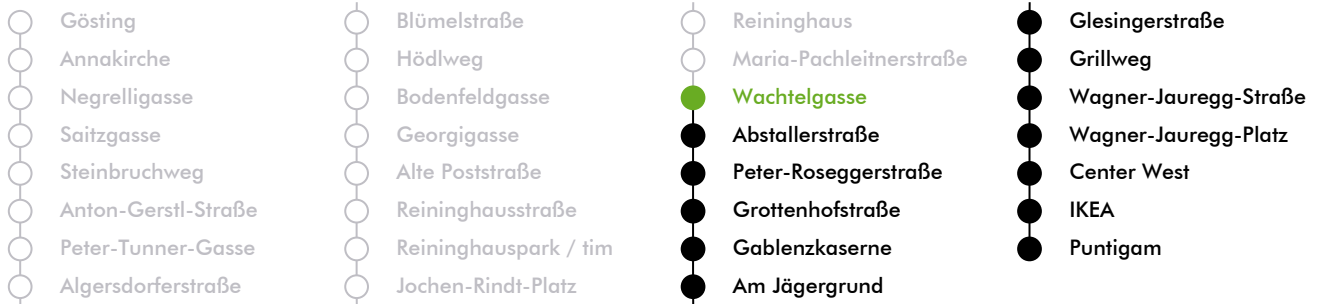 Gösting
Annakirche
Negrelligasse
Saitzgasse
Steinbruchweg
Anton-Gerstl-Straße
Peter-Tunner-Gasse
Algersdorferstraße
Blümelstraße
Hödlweg
Bodenfeldgasse
Georgigasse
Alte Poststraße
Reininghausstraße
Reininghauspark / tim
Jochen-Rindt-Platz
Reininghaus
Maria-Pachleitnerstraße
Wachtelgasse
Abstallerstraße
Peter-Roseggerstraße
Grottenhofstraße
Gablenzkaserne
Am Jägergrund
Glesingerstraße
Grillweg
Wagner-Jauregg-Straße
Wagner-Jauregg-Platz
Center West
IKEA
Puntigam